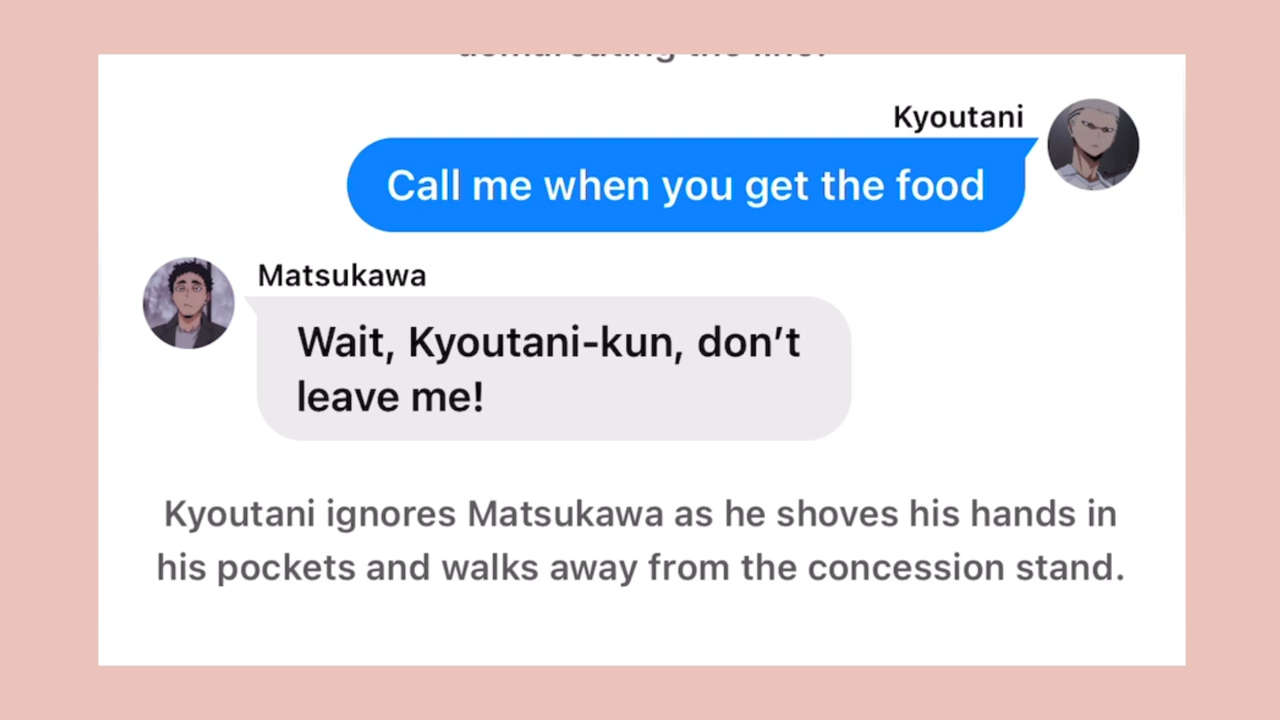 Kyoutani
Call me when you get the food
Matsukawa
Wait, Kyoutani-kun, don’t
leave me!
Kyoutani ignores Matsukawa as he shoves his hands in
his pockets and walks away from the concession stand.